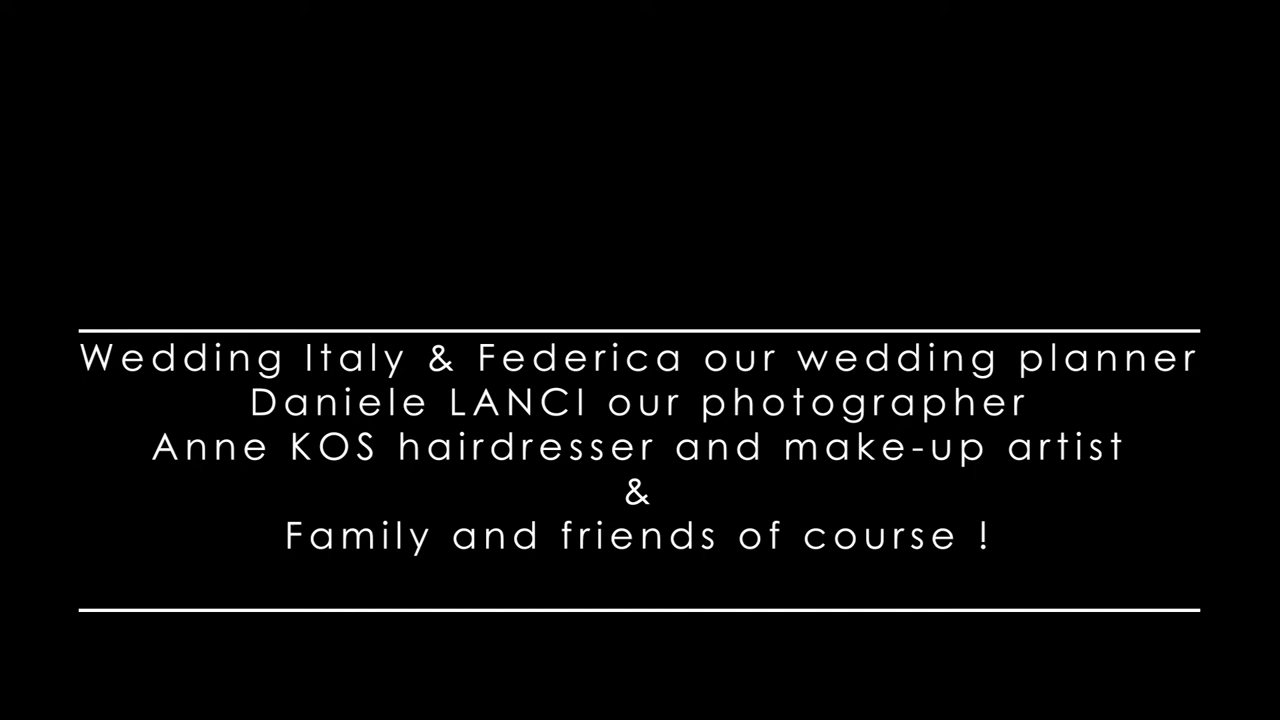 Wedding Italy & Federica our wedding planner
Daniele LANCI our photographer
Anne KOS hairdresser and make-up artist
&
Family and friends of course !